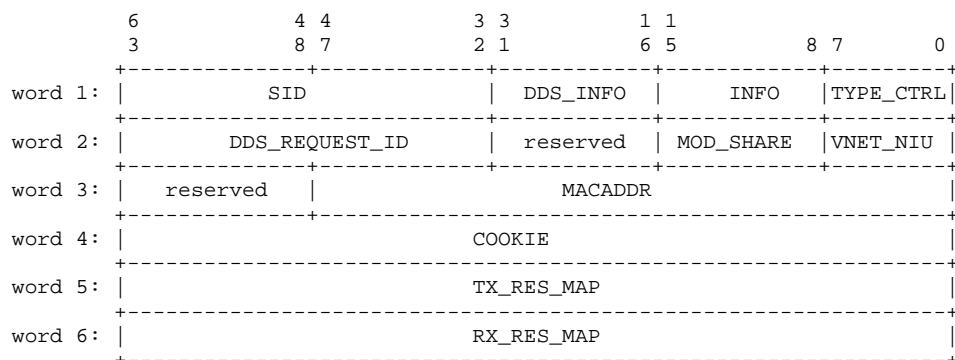 6 4 4 3 3 1 1
3 8 7 2 1 6 5 8 7 0
+---------------+--------------+-------------+-------------+----------+
word 1: | SID | DDS_INFO | INFO |TYPE_CTRL|
+---------------+--------------+-------------+-------------+----------+
word 2: | DDS_REQUEST_ID | reserved | MOD_SHARE |VNET_NIU |
+---------------+--------------+-------------+-------------+----------+
word 3: | reserved | MACADDR |
+---------------+-----------------------------------------------------+
word 4: | COOKIE |
+---------------------------------------------------------------------+
word 5: | TX_RES_MAP |
+---------------------------------------------------------------------+
word 6: | RX_RES_MAP |
+---------------------------------------------------------------------+